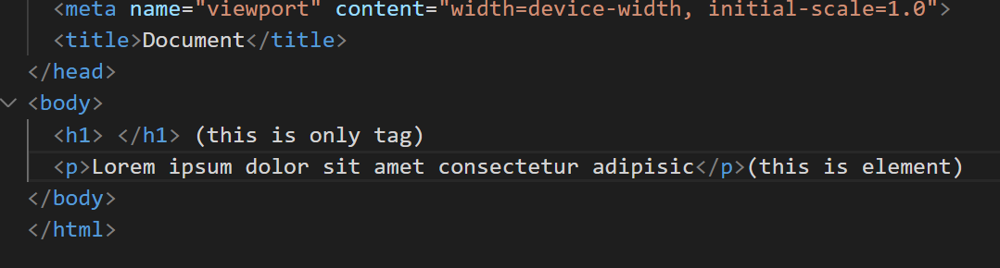 <meta name="viewport" content="width=device-width, initial-scale=1.0">
<title>Document</title>
</head>
<body>
<h1> </h1> (this is only tag)
<p>Lorem ipsum dolor sit amet consectetur adipisic</p>(this is element)
</body>
</html>